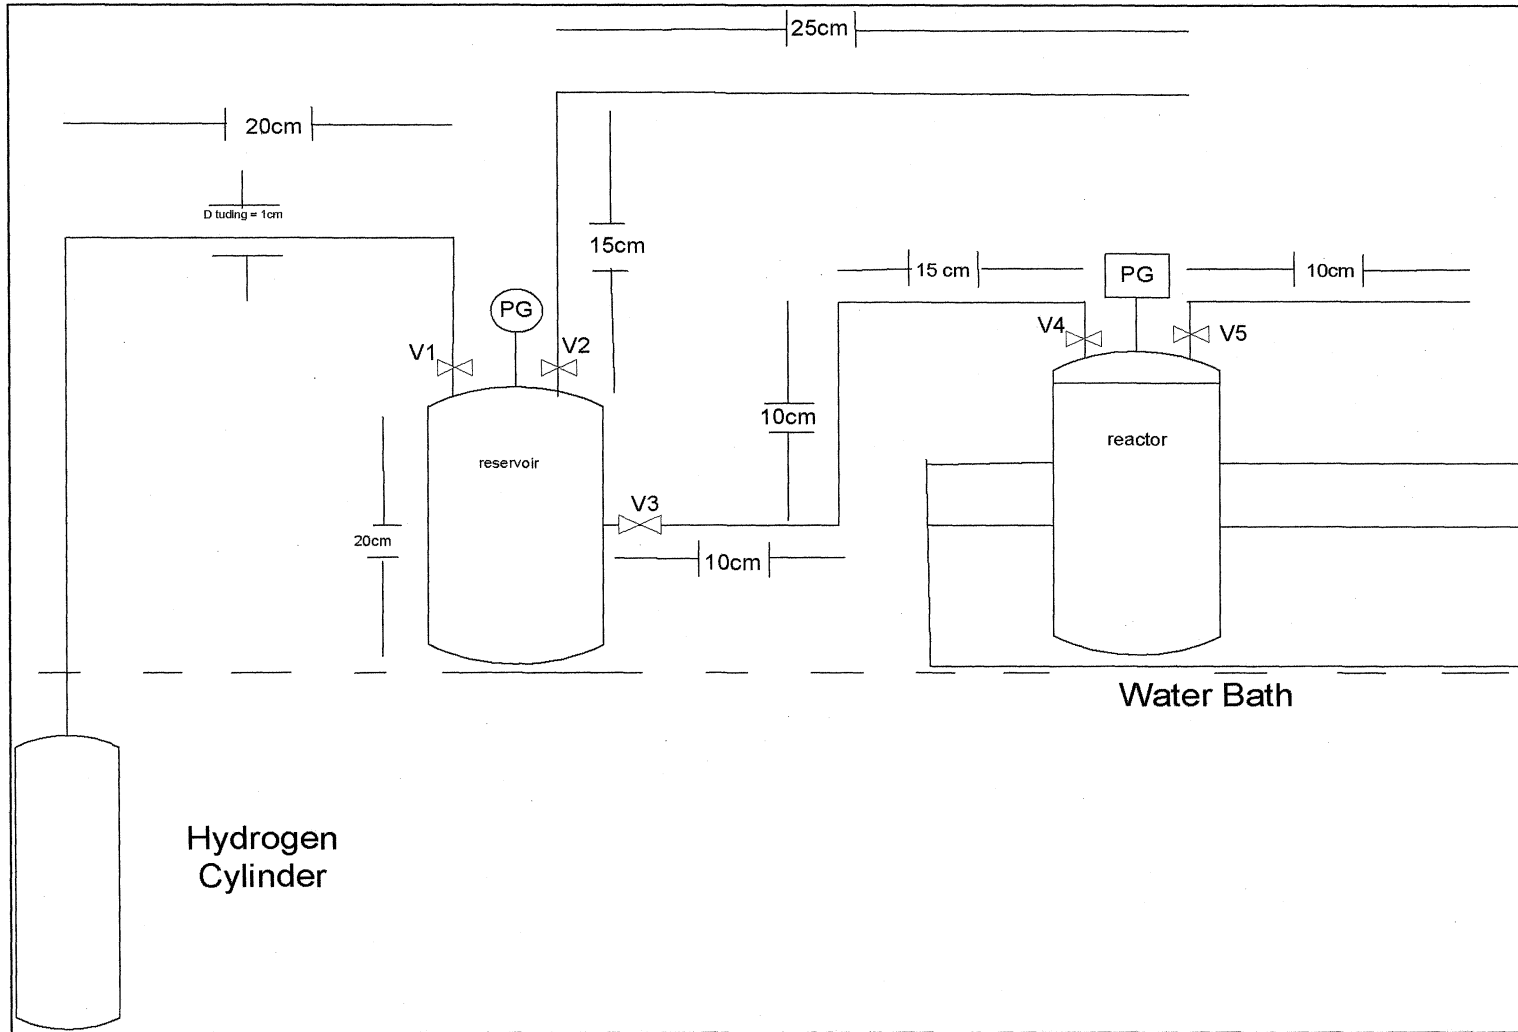 25cm
20cm
D tuding = 1cm
15cm
15 cm
PG
10cm
PG
V1
V2
V4
V5
10cm
reactor
reservoir
V3
20cm
10cm
Water Bath
Hydrogen
Cylinder